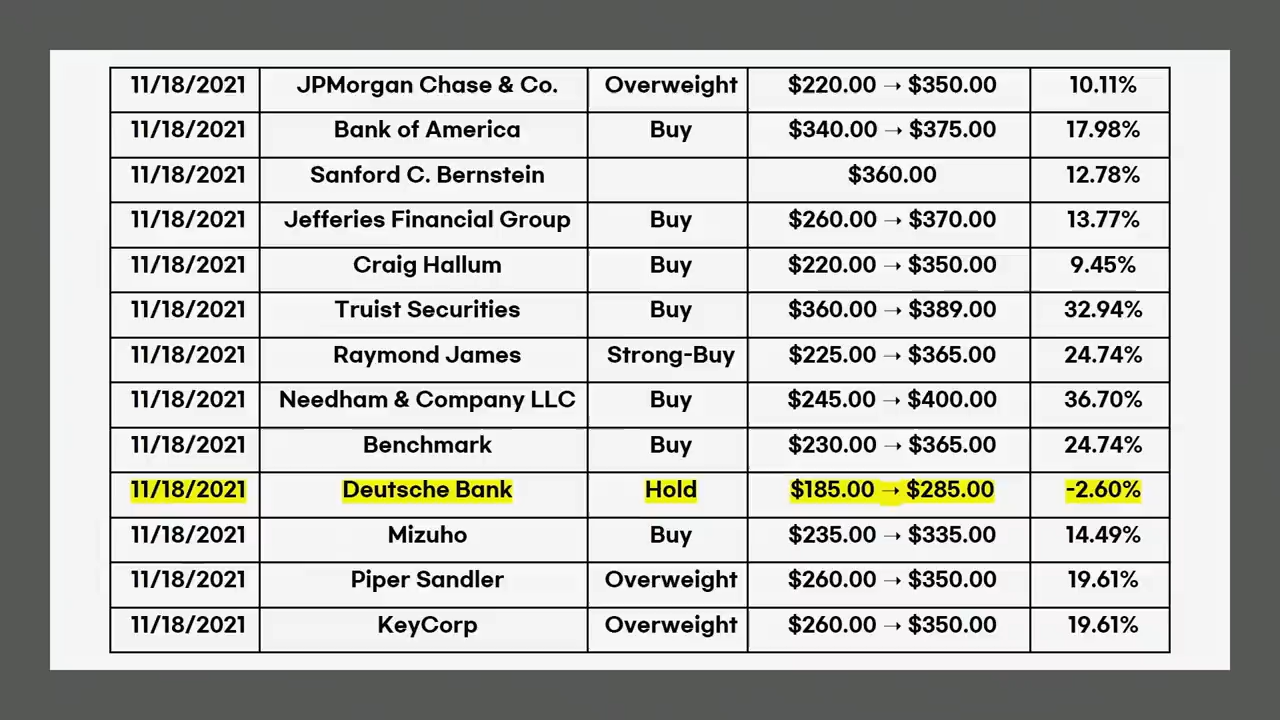 11/18/2021 JPMorgan Chase & Co. Overweight $220.00 → $350.00 10.11%
11/18/2021 Bank of America Buy $340.00 → $375.00 17.98%
11/18/2021 Sanford C. Bernstein $360.00 12.78%
11/18/2021 Jefferies Financial Group Buy $260.00 → $370.00 13.77%
11/18/2021 Craig Hallum Buy $220.00 → $350.00 9.45%
11/18/2021 Truist Securities Buy $360.00 → $389.00 32.94%
11/18/2021 Raymond James Strong-Buy $225.00 → $365.00 24.74%
11/18/2021 Needham & Company LLC Buy $245.00 → $400.00 36.70%
11/18/2021 Benchmark Buy $230.00 → $365.00 24.74%
11/18/2021 Deutsche Bank Hold $185.00 → $285.00 -2.60%
11/18/2021 Mizuho Buy $235.00 → $335.00 14.49%
11/18/2021 Piper Sandler Overweight $260.00 → $350.00 19.61%
11/18/2021 KeyCorp Overweight $260.00 → $350.00 19.61%